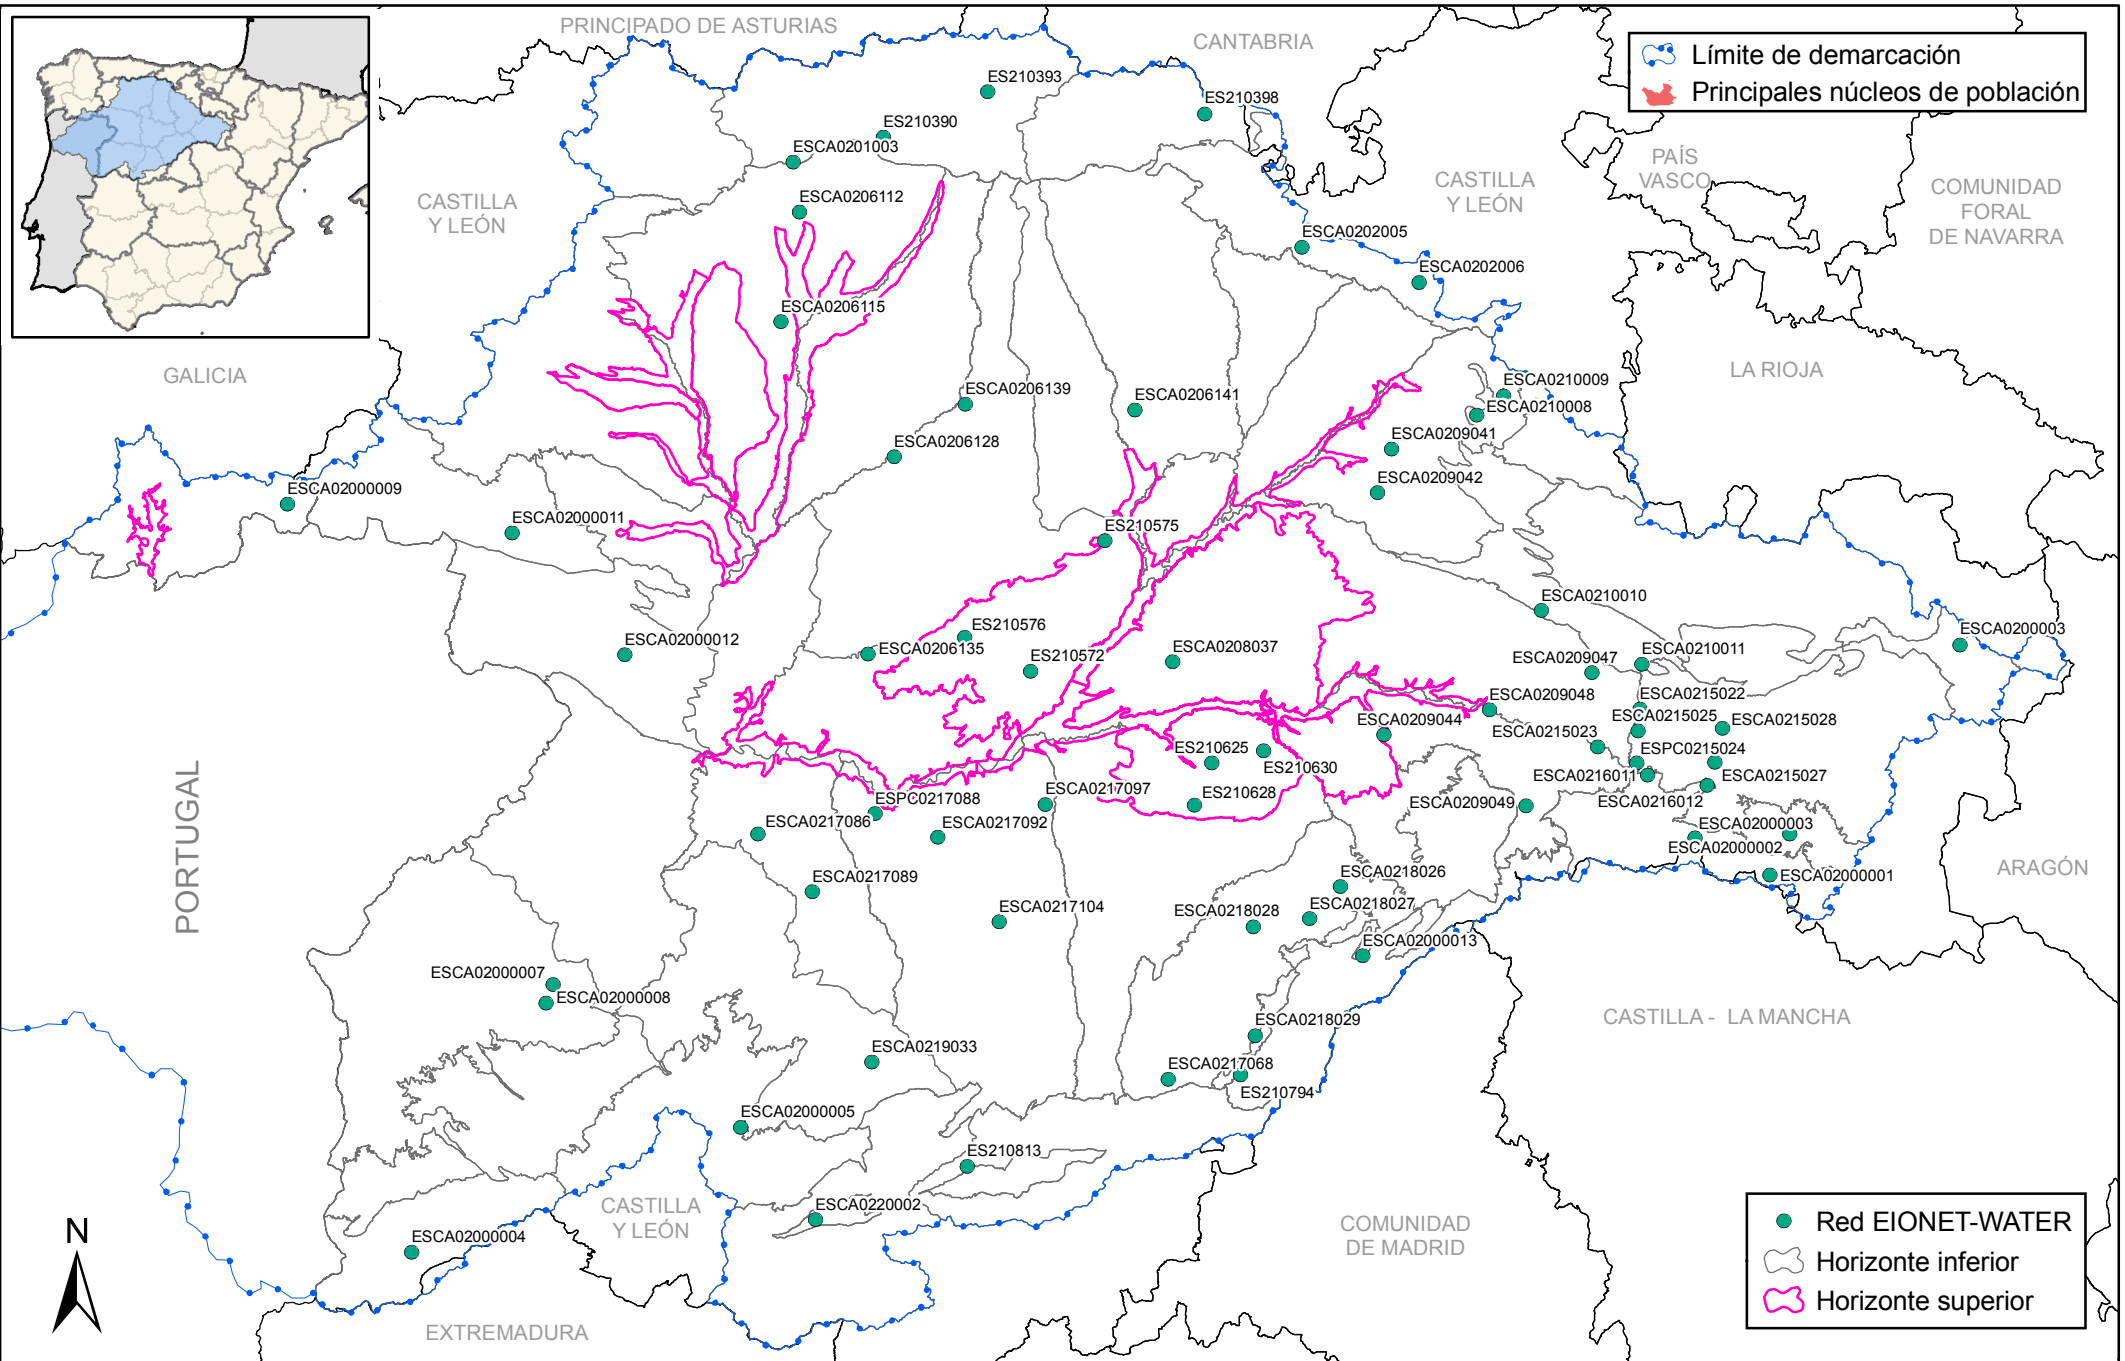 PRINCIPADO DE ASTURIAS
CANTABRIA
Límite de demarcación
Principales núcleos de población
ES210393
ES210398
ES210390
ESCA0201003
PAÍS
VASCO
CASTILLA
Y LEÓN
CASTILLA
Y LEÓN
COMUNIDAD
FORAL
DE NAVARRA
ESCA0206112
ESCA0202005
ESCA0202006
ESCA0206115
GALICIA
LA RIOJA
ESCA0206139
ESCA0206141
ESCA0210009
ESCA0210008
ESCA0209041
ESCA0206128
ESCA0209042
ESCA02000009
ESCA02000011
ES210575
ESCA0210010
ES210576
ESCA02000012
ESCA0206135
ES210572
ESCA0208037
ESCA0200003
ESCA0209047
ESCA0210011
ESCA0209048
ESCA0215022
ESCA0209044
ESCA0215025
ESCA0215028
ESCA0215023
ES210625
ESPC0215024
ES210630
ESCA0216011
ESCA0215027
ESPC0217088
ESCA0217097
ES210628
ESCA0209049
ESCA0216012
ESCA0217086
ESCA0217092
ESCA02000003
ESCA02000002
PORTUGAL
ESCA0217089
ESCA0218026
ESCA02000001
ARAGÓN
ESCA0217104
ESCA0218028
ESCA0218027
ESCA02000013
ESCA02000007
ESCA02000008
ESCA0218029
CASTILLA - LA MANCHA
ESCA0219033
ESCA0217068
ES210794
ESCA02000005
ES210813
CASTILLA
Y LEÓN
ESCA0220002
COMUNIDAD
DE MADRID
N
ESCA02000004
EXTREMADURA
Red EIONET-WATER
Horizonte inferior
Horizonte superior